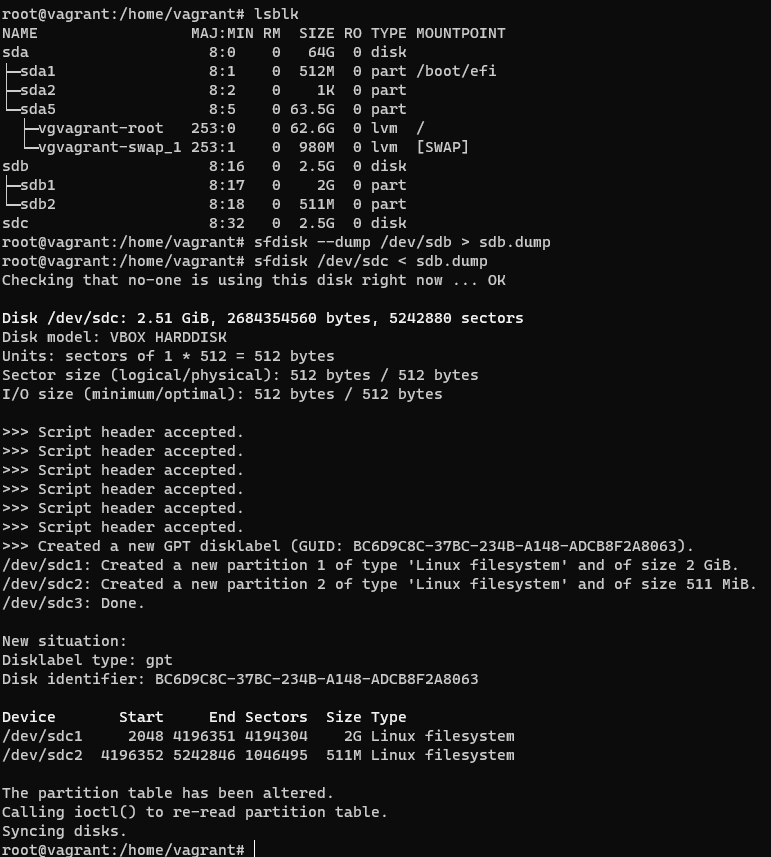 root@vagrant:/home/vagrant# lsblk
NAME                 MAJ:MIN RM  SIZE RO TYPE MOUNTPOINT
sda                    8:0    0   64G  0 disk
├─sda1                 8:1    0  512M  0 part /boot/efi
├─sda2                 8:2    0    1K  0 part
└─sda5                 8:5    0 63.5G  0 part
  ├─vgvagrant-root   253:0    0 62.6G  0 lvm  /
  └─vgvagrant-swap_1 253:1    0  980M  0 lvm  [SWAP]
sdb                    8:16   0  2.5G  0 disk
├─sdb1                 8:17   0    2G  0 part
└─sdb2                 8:18   0  511M  0 part
sdc                    8:32   0  2.5G  0 disk
root@vagrant:/home/vagrant# sfdisk --dump /dev/sdb > sdb.dump
root@vagrant:/home/vagrant# sfdisk /dev/sdc < sdb.dump
Checking that no-one is using this disk right now ... OK

Disk /dev/sdc: 2.51 GiB, 2684354560 bytes, 5242880 sectors
Disk model: VBOX HARDDISK
Units: sectors of 1 * 512 = 512 bytes
Sector size (logical/physical): 512 bytes / 512 bytes
I/O size (minimum/optimal): 512 bytes / 512 bytes

>>> Script header accepted.
>>> Script header accepted.
>>> Script header accepted.
>>> Script header accepted.
>>> Script header accepted.
>>> Script header accepted.
>>> Created a new GPT disklabel (GUID: BC6D9C8C-37BC-234B-A148-ADCB8F2A8063).
/dev/sdc1: Created a new partition 1 of type 'Linux filesystem' and of size 2 GiB.
/dev/sdc2: Created a new partition 2 of type 'Linux filesystem' and of size 511 MiB.
/dev/sdc3: Done.

New situation:
Disklabel type: gpt
Disk identifier: BC6D9C8C-37BC-234B-A148-ADCB8F2A8063

Device       Start     End Sectors  Size Type
/dev/sdc1     2048 4196351 4194304    2G Linux filesystem
/dev/sdc2  4196352 5242846 1046495  511M Linux filesystem

The partition table has been altered.
Calling ioctl() to re-read partition table.
Syncing disks.
root@vagrant:/home/vagrant#